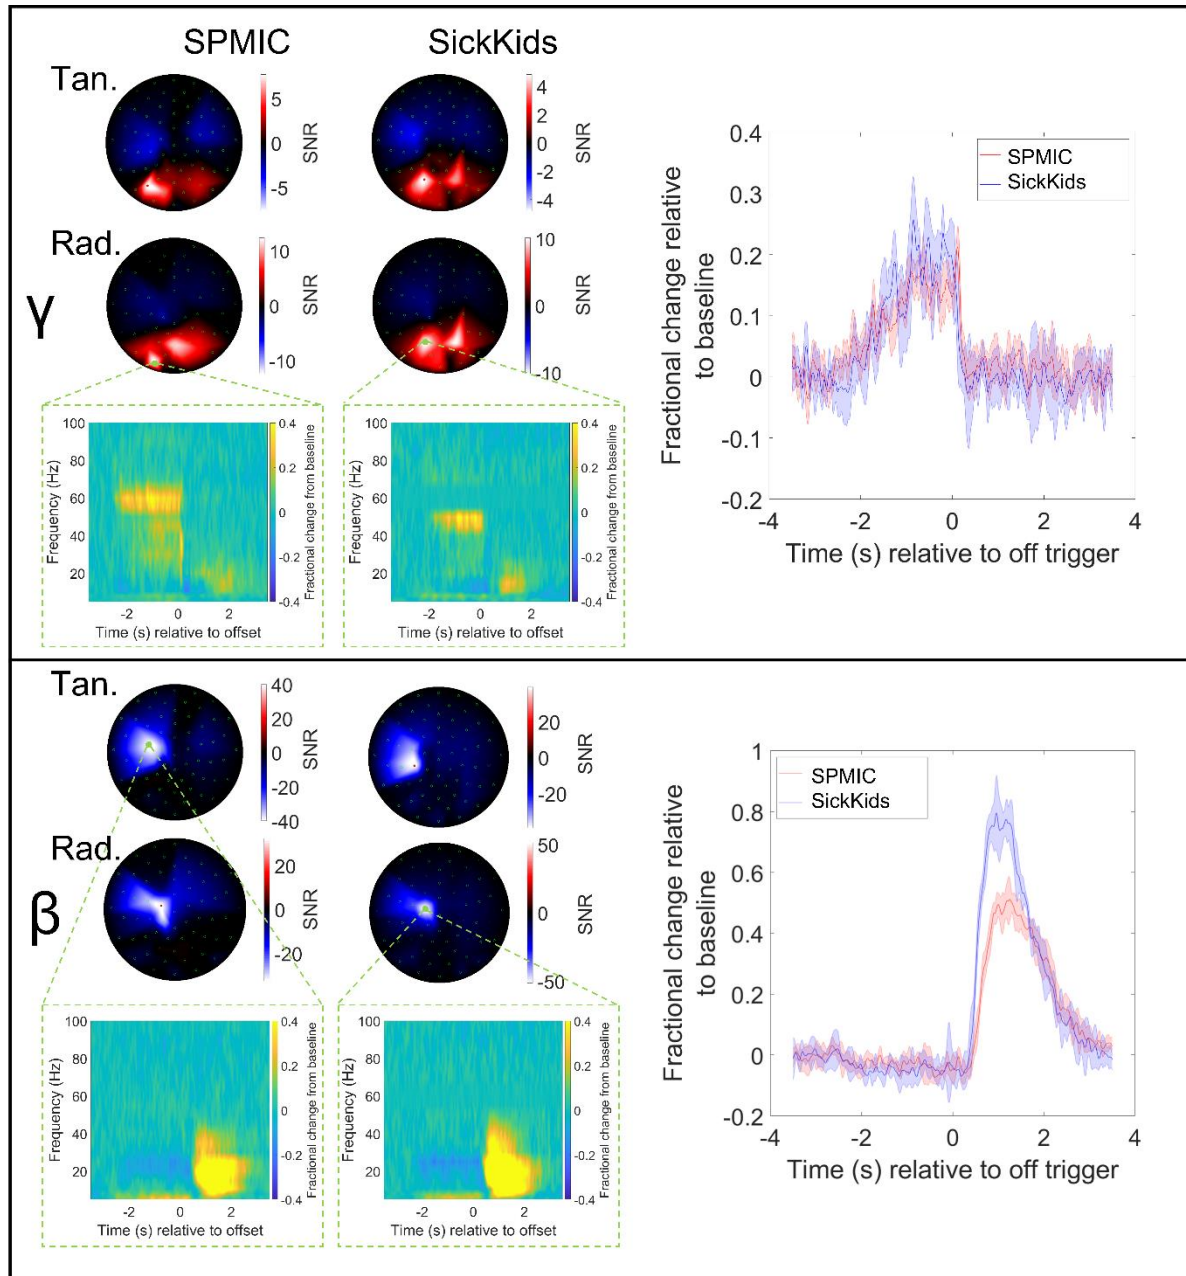 SPMIC SickKids
Tan.
5
0
-5
SNR
4
2
0
-2
-4
SNR
Rad.
10
0
-10
SNR
10
0
-10
SNR
γ
100
80
60
40
20
Frequency (Hz)
-2 0 2
Time (s) relative to offset
0.4
0.2
0
-0.2
-0.4
Fractional change from baseline
100
80
60
40
20
Frequency (Hz)
-2 0 2
Time (s) relative to offset
0.4
0.2
0
-0.2
-0.4
Fractional change from baseline
0.4
0.3
0.2
0.1
0
-0.1
-0.2
Fractional change relative
to baseline
SPMIC
SickKids
-4 -2 0 2 4
Time (s) relative to off trigger
Tan.
40
20
0
-20
-40
SNR
20
0
-20
SNR
Rad.
20
0
-20
SNR
50
0
-50
SNR
β
100
80
60
40
20
Frequency (Hz)
-2 0 2
Time (s) relative to offset
0.4
0.2
0
-0.2
-0.4
Fractional change from baseline
100
80
60
40
20
Frequency (Hz)
-2 0 2
Time (s) relative to offset
0.4
0.2
0
-0.2
-0.4
Fractional change from baseline
1
0.8
0.6
0.4
0.2
0
-0.2
Fractional change relative
to baseline
SPMIC
SickKids
-4 -2 0 2 4
Time (s) relative to off trigger